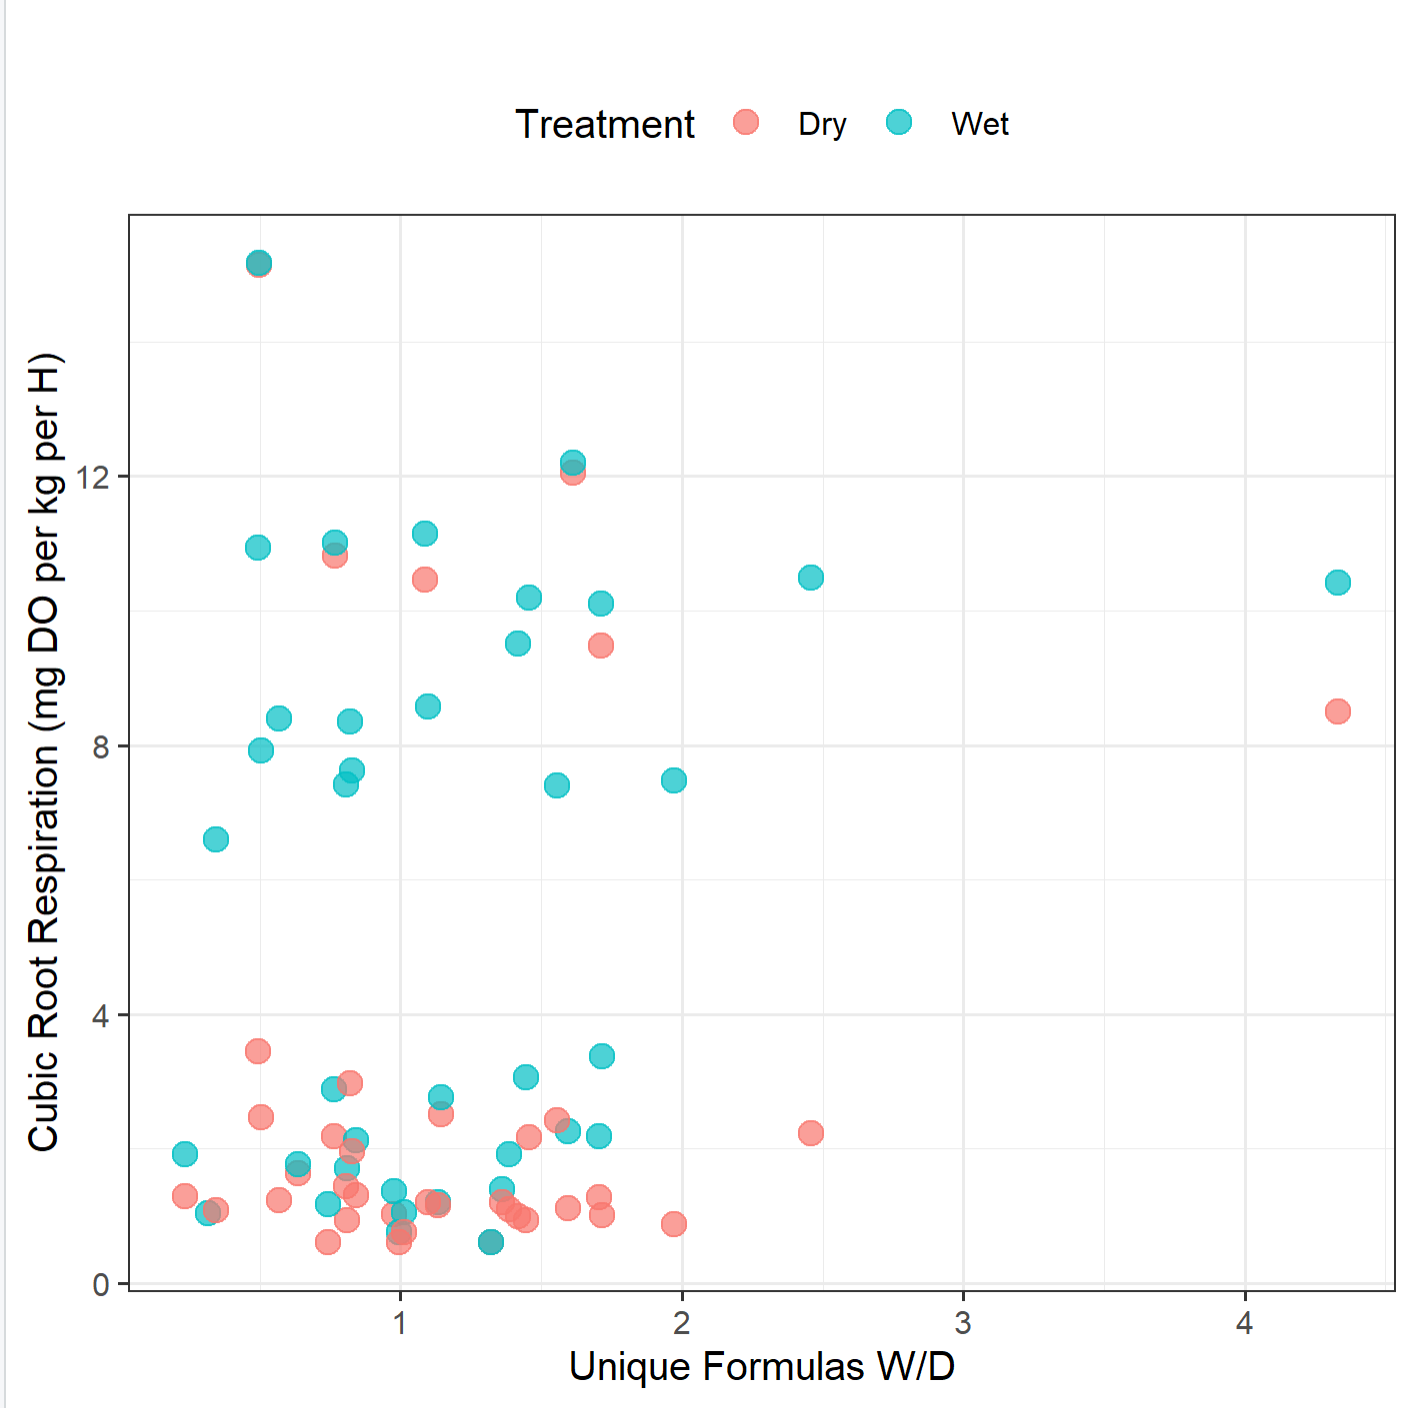 Treatment Dry Wet
Cubic Root Respiration (mg DO per kg per H)
12
8
4
0
1 2 3 4
Unique Formulas W/D